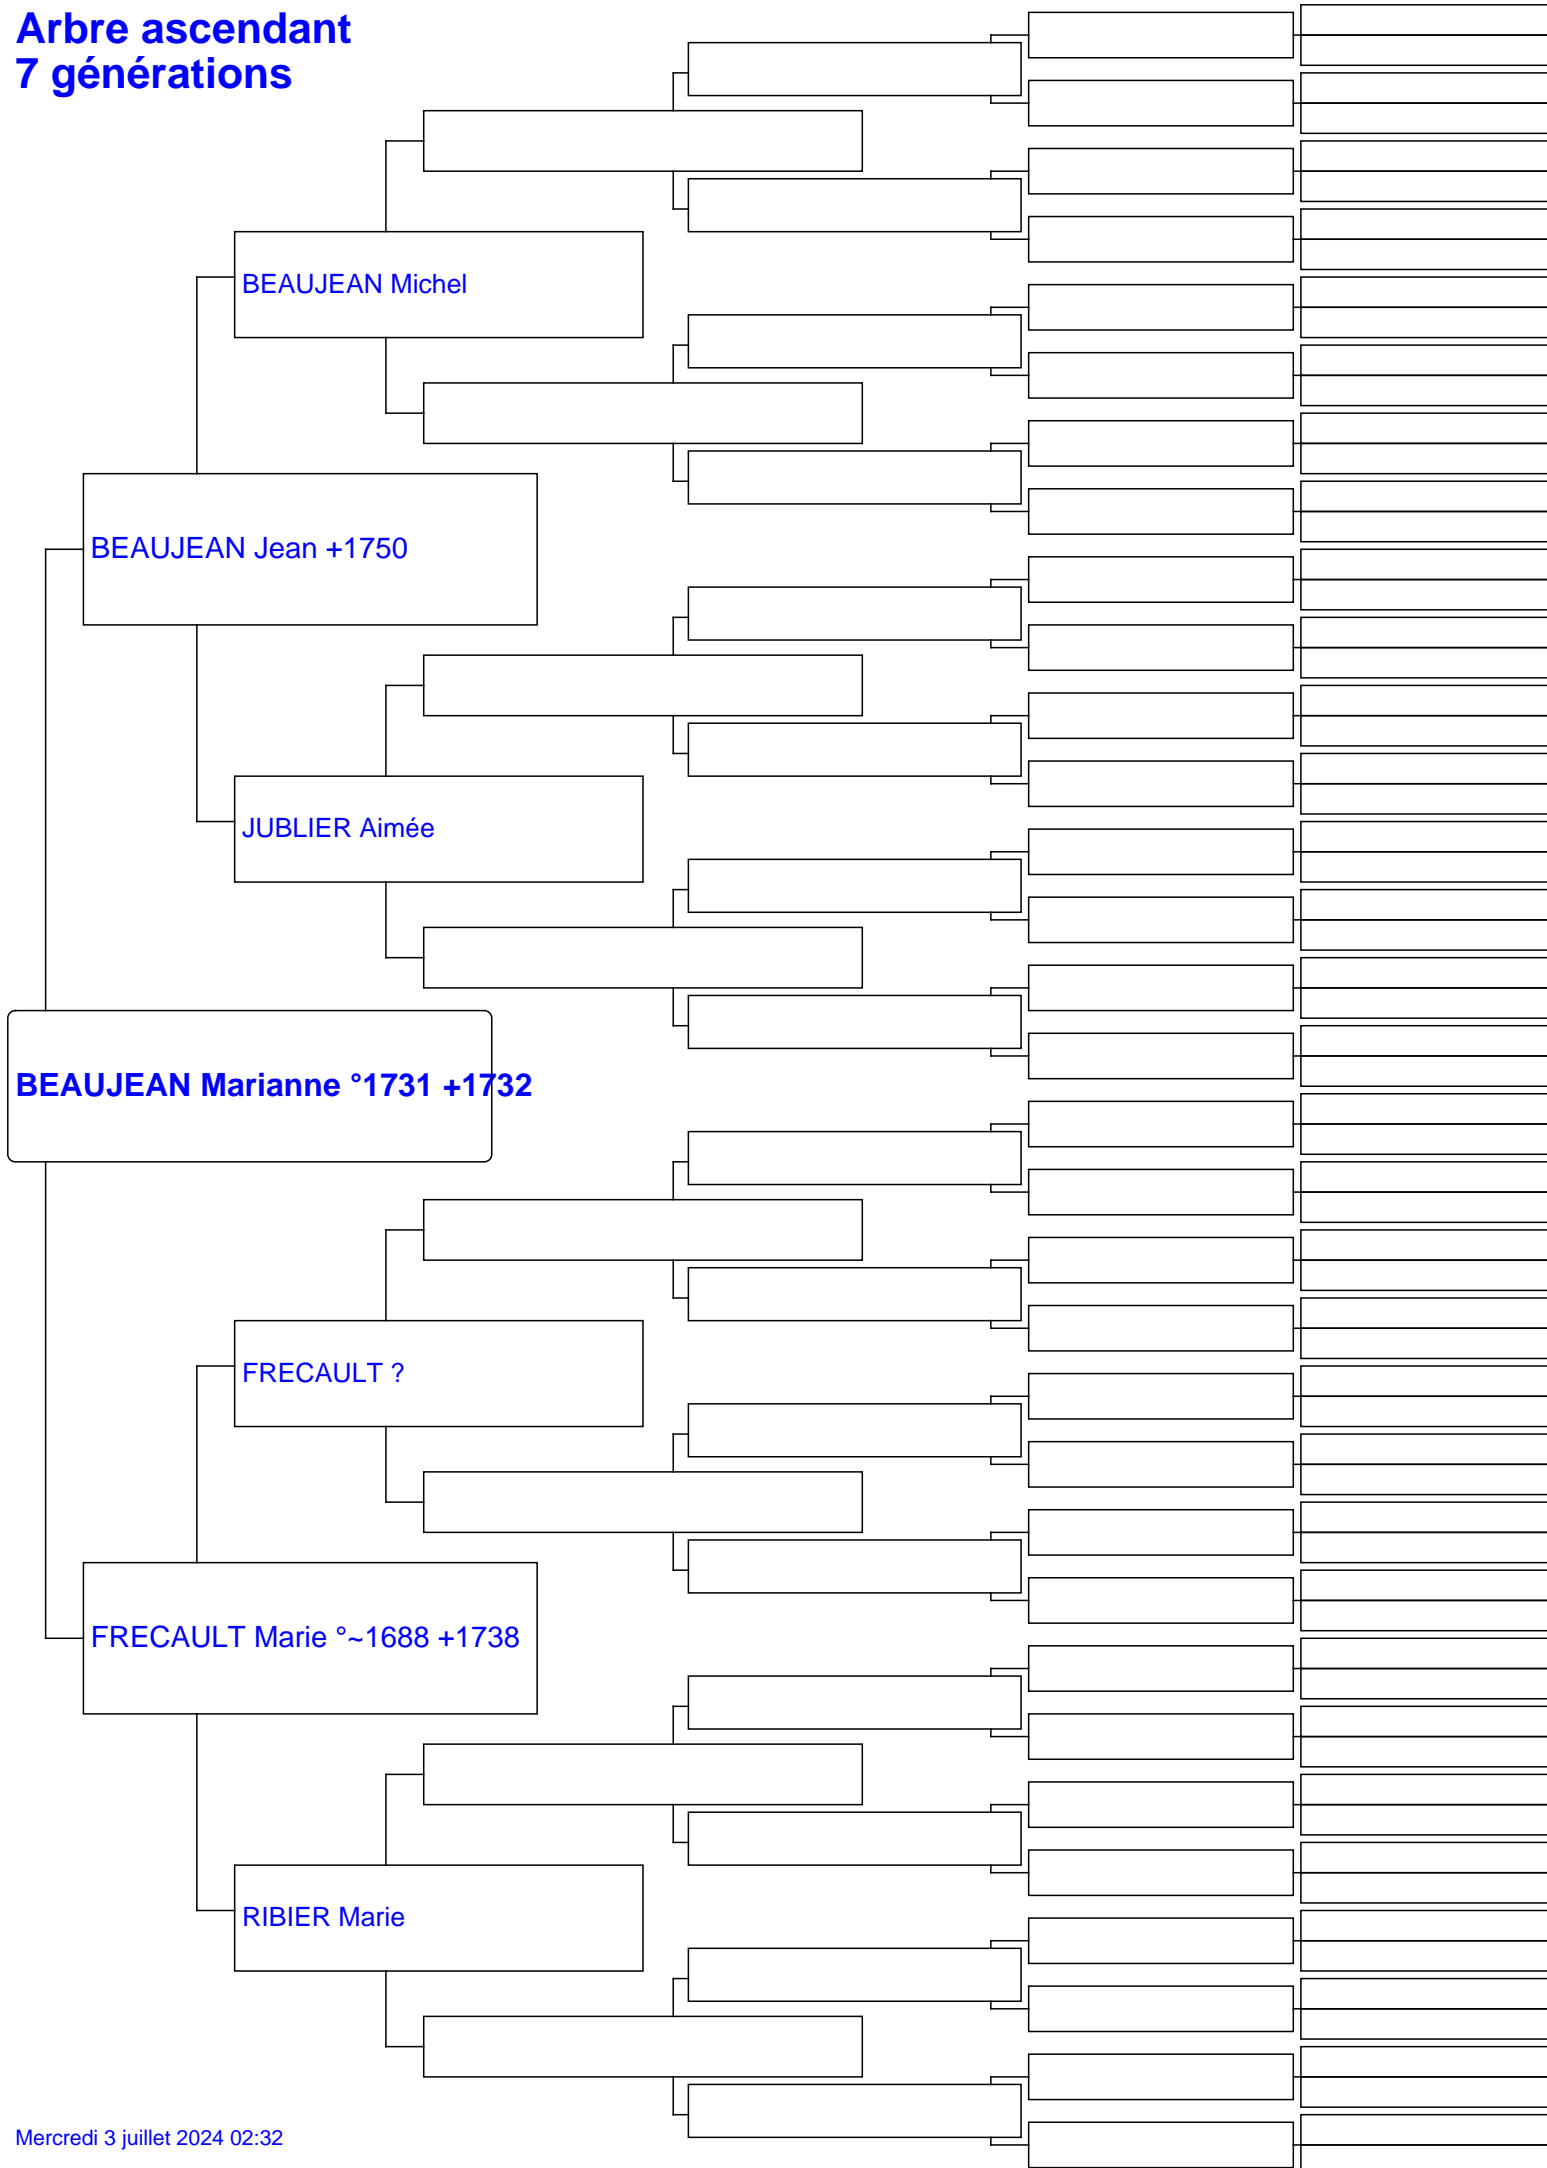 Arbre ascendant
7 générations
BEAUJEAN Michel
BEAUJEAN Jean +1750
JUBLIER Aimée
BEAUJEAN Marianne °1731 +1732
FRECAULT ?
FRECAULT Marie °~1688 +1738
RIBIER Marie
Mercredi 3 juillet 2024 02:32